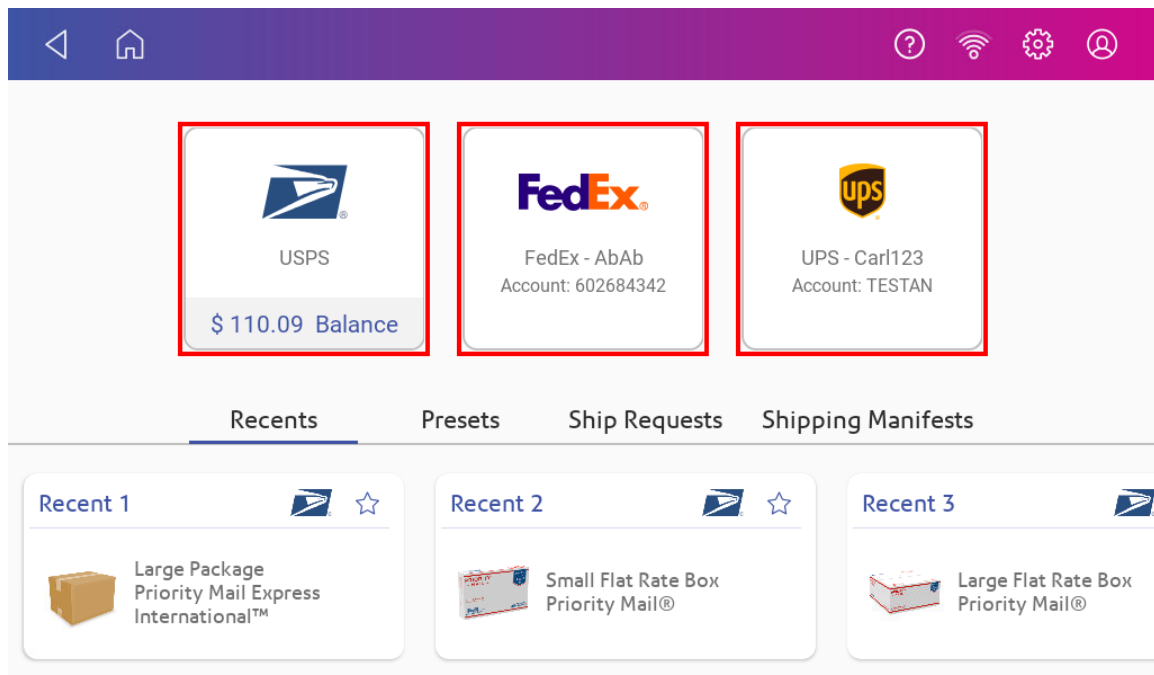 FedEx®
ups
USPS
FedEx - AbAb
UPS - Carl123
Account: 602684342
Account: TESTAN
$ 110.09 Balance
Recents
Presets
Ship Requests
Shipping Manifests
Recent 1
Recent 2
Recent 3
Large Package
Priority Mail Express
International™
PRIORITY
Small Flat Rate Box
Priority Mail®
Large Flat Rate Box
Priority Mail®